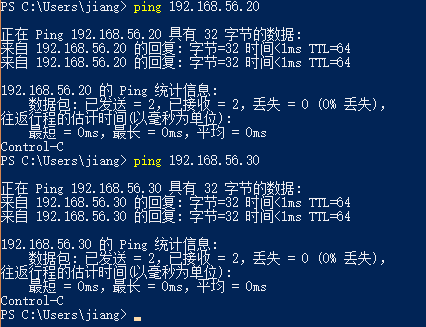 PS C:\Users\jiang> ping 192.168.56.20
正在 Ping 192.168.56.20 具有 32 字节的数据:
来自 192.168.56.20 的回复: 字节=32 时间<1ms TTL=64
来自 192.168.56.20 的回复: 字节=32 时间<1ms TTL=64
192.168.56.20 的 Ping 统计信息:
数据包: 已发送 = 2，已接收 = 2，丢失 = 0 (0% 丢失)，
往返行程的估计时间(以毫秒为单位):
最短 = 0ms，最长 = 0ms，平均 = 0ms
Control-C
PS C:\Users\jiang> ping 192.168.56.30
正在 Ping 192.168.56.30 具有 32 字节的数据:
来自 192.168.56.30 的回复: 字节=32 时间<1ms TTL=64
来自 192.168.56.30 的回复: 字节=32 时间<1ms TTL=64
192.168.56.30 的 Ping 统计信息:
数据包: 已发送 = 2，已接收 = 2，丢失 = 0 (0% 丢失)，
往返行程的估计时间(以毫秒为单位):
最短 = 0ms，最长 = 0ms，平均 = 0ms
Control-C
PS C:\Users\jiang>